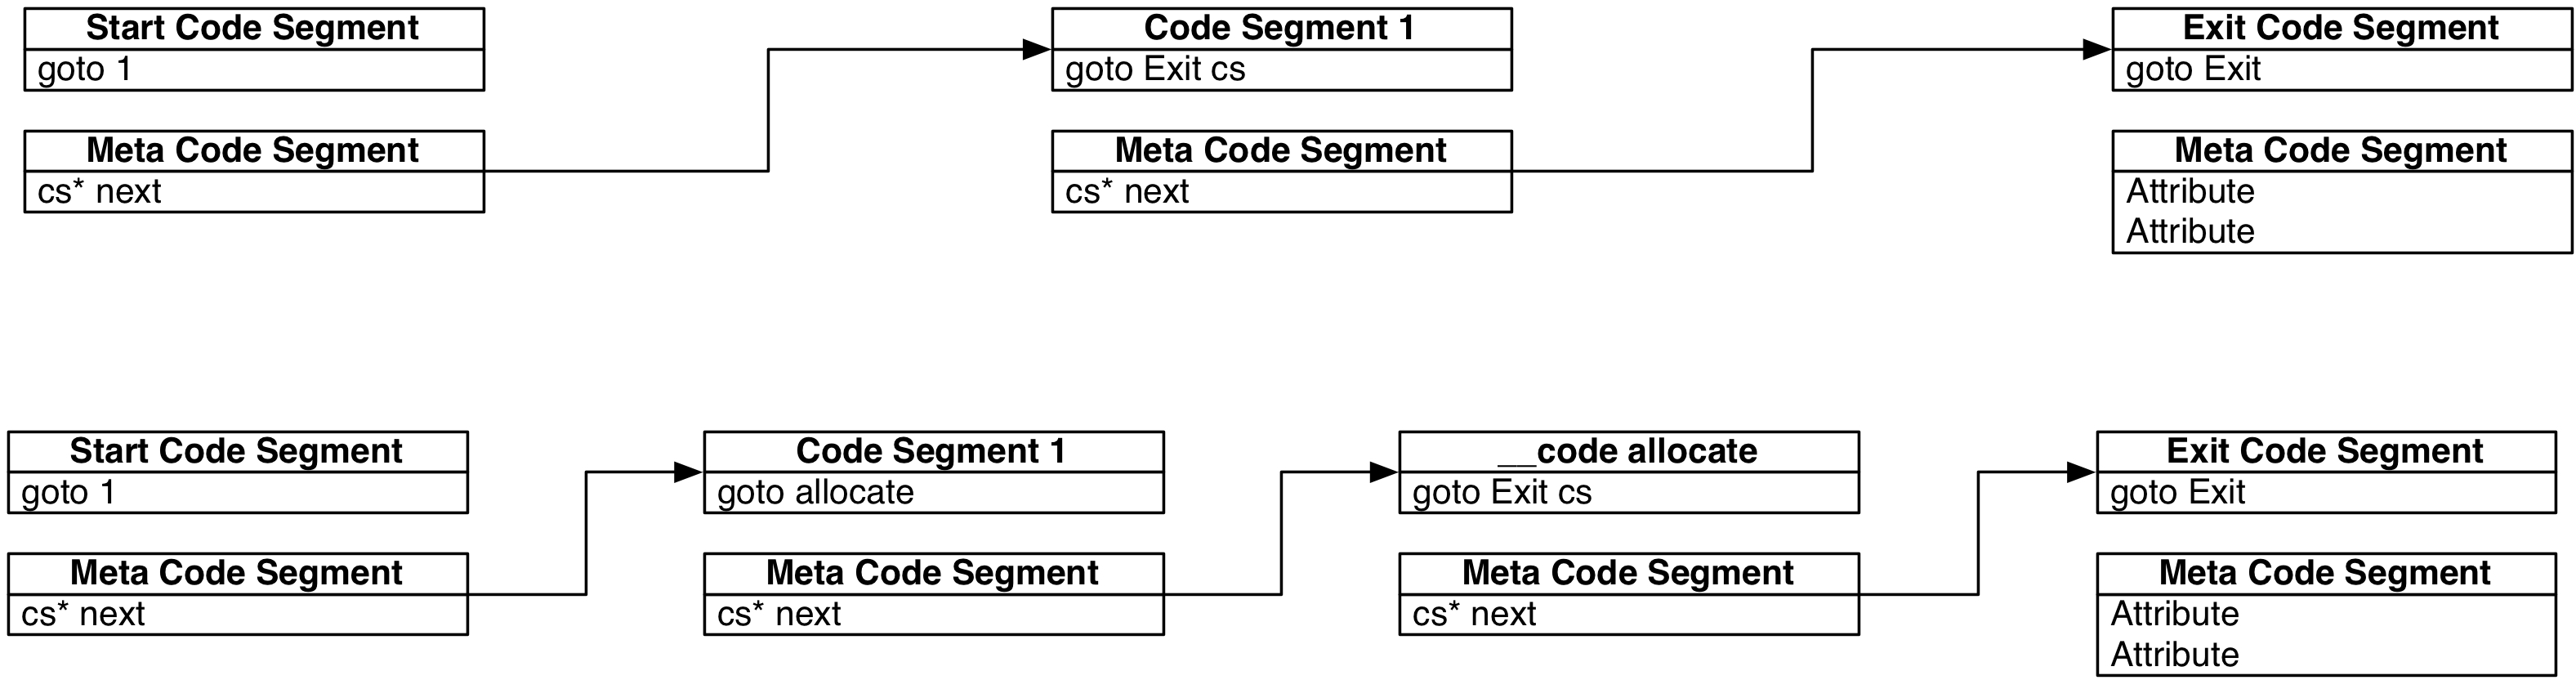 Start Code Segment
goto 1
Meta Code Segment
cs* next
Code Segment 1
goto Exit cs
Meta Code Segment
cs* next
Exit Code Segment
goto Exit
Meta Code Segment
Attribute
Attribute
Start Code Segment
goto 1
Meta Code Segment
cs* next
Code Segment 1
goto allocate
Meta Code Segment
cs* next
__code allocate
goto Exit cs
Meta Code Segment
cs* next
Exit Code Segment
goto Exit
Meta Code Segment
Attribute
Attribute